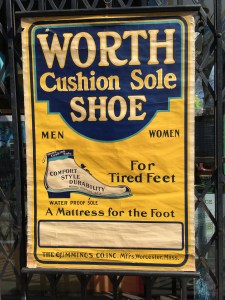 WORTH
Cushion Sole
SHOE
MEN WOMEN
For
Tired Feet
COMFORT
STYLE
DURABILITY
WATER PROOF SOLE
A Mattress for the Foot
THE CUMMINGS CO. INC. Mfrs. Worcester, Mass.